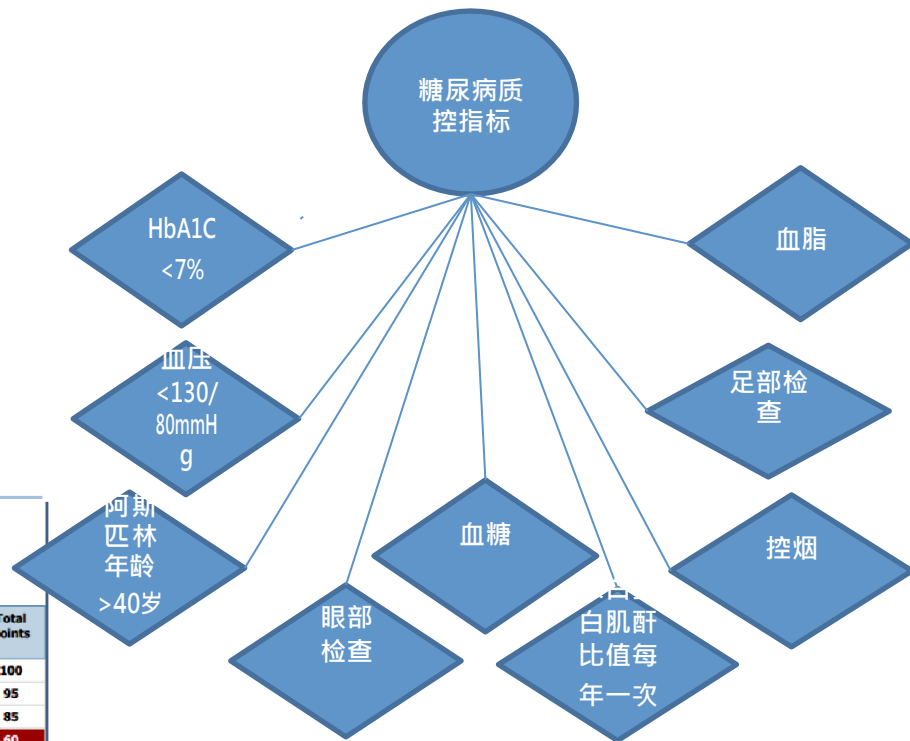 糖尿病质
控指标
HbA1C
<7%
血脂
血压
<130/
80mmH
g
足部检
查
阿斯
匹林
年龄
>40岁
血糖
控烟
眼部
检查
白肌酐
比值每
年一次
Total
points
100
95
85
60